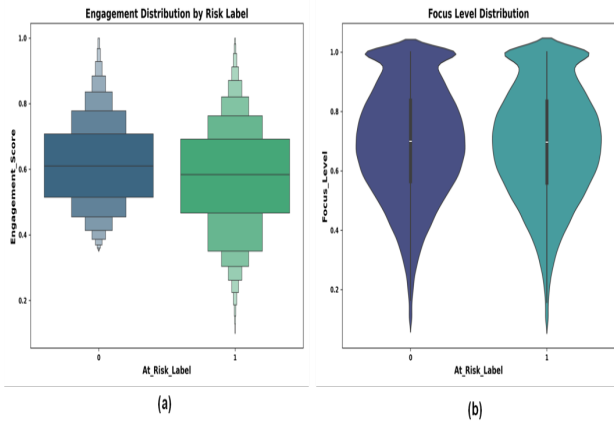 Engagement Distribution by Risk Label
Engagement_Score
1.0
0.8
0.6
0.4
0.2
0
1
At_Risk_Label
(a)
Focus Level Distribution
Focus_Level
1.0
0.8
0.6
0.4
0.2
0
1
At_Risk_Label
(b)